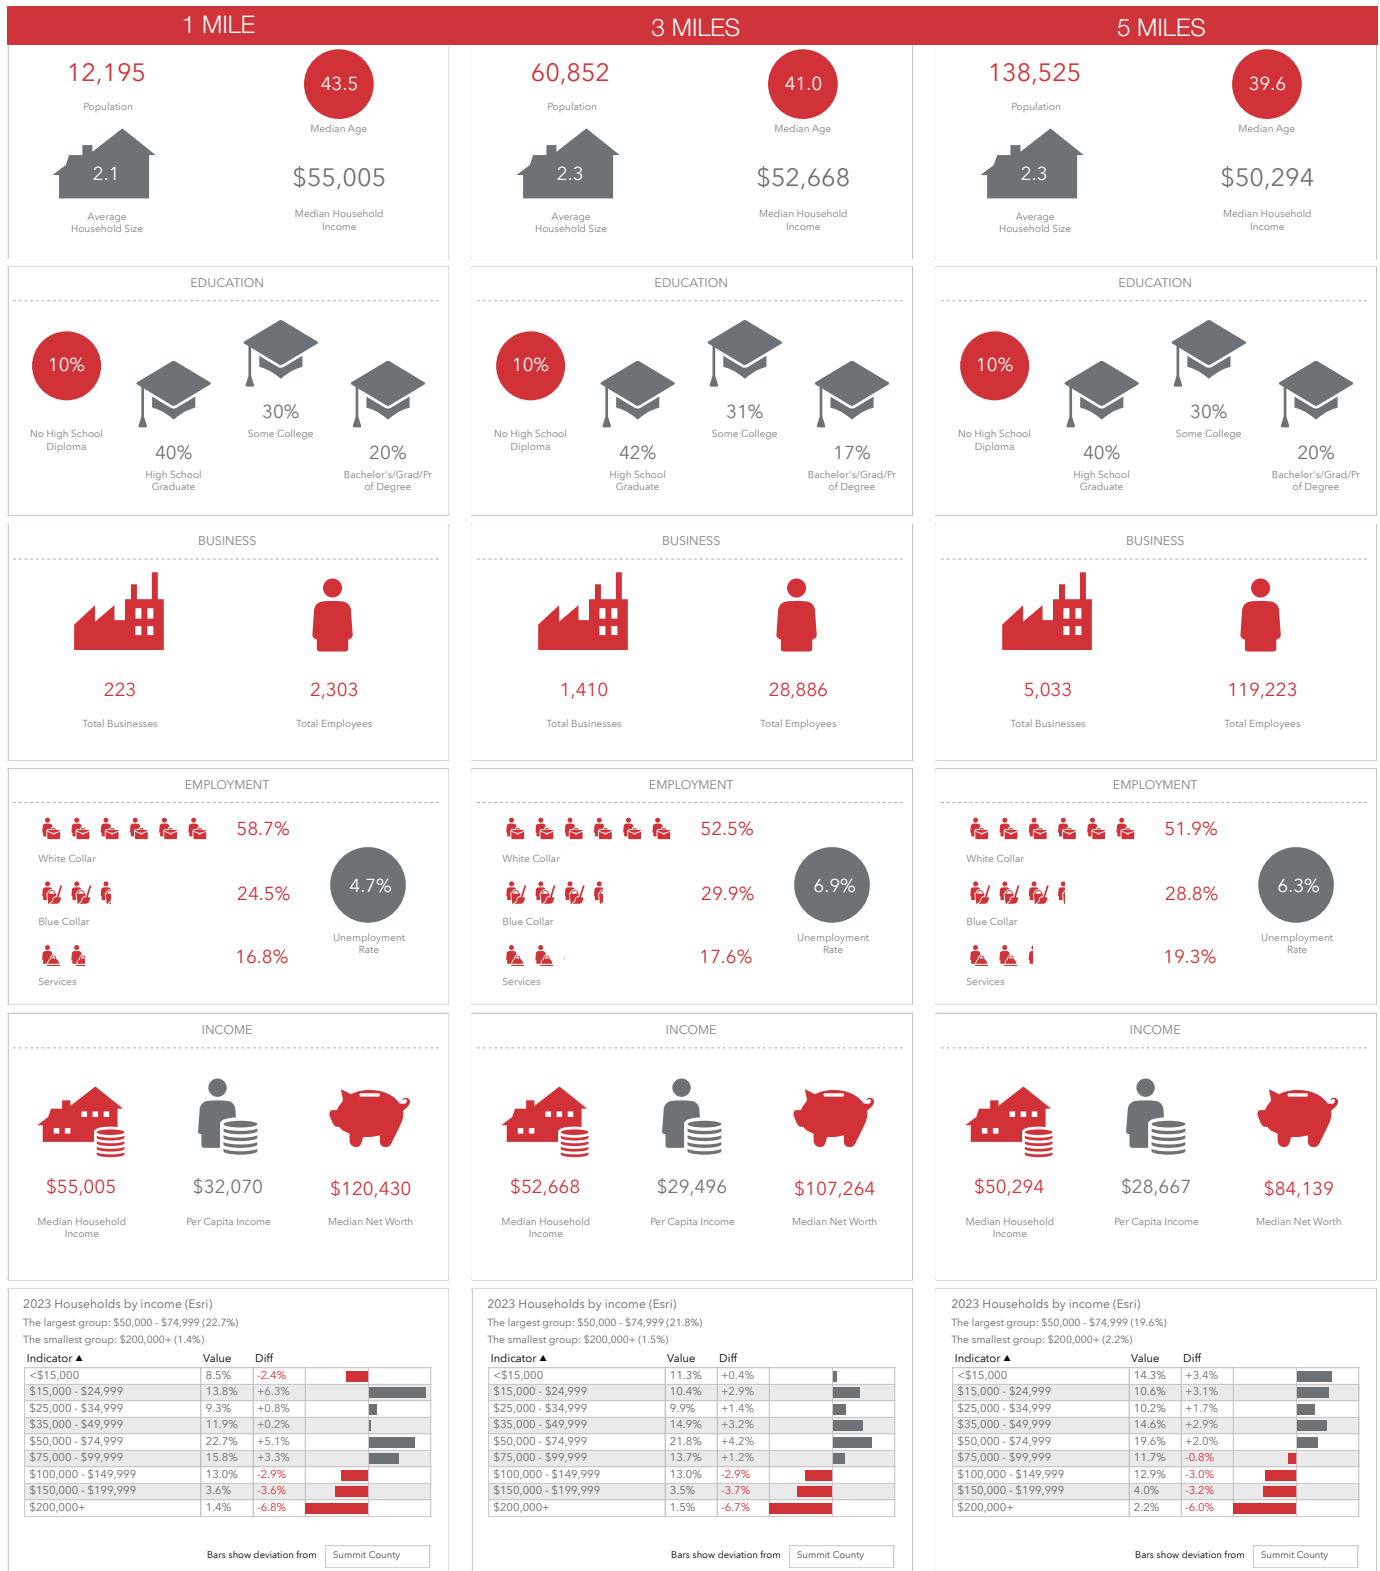 1 MILE
12,195
Population
43.5
Median Age
2.1
Average
Household Size
$55,005
Median Household
Income
EDUCATION
10%
No High School
Diploma
40%
High School
Graduate
30%
Some College
20%
Bachelor's/Grad/Pr
of Degree
BUSINESS
223
Total Businesses
2,303
Total Employees
EMPLOYMENT
58.7%
White Collar
24.5%
Blue Collar
16.8%
Services
4.7%
Unemployment
Rate
INCOME
$55,005
Median Household
Income
$32,070
Per Capita Income
$120,430
Median Net Worth
2023 Households by income (Esri)
The largest group: $50,000 - $74,999 (22.7%)
The smallest group: $200,000+ (1.4%)
Indicator ▲ Value Diff
<$15,000 8.5% -2.4%
$15,000 - $24,999 13.8% +6.3%
$25,000 - $34,999 9.3% +0.8%
$35,000 - $49,999 11.9% +0.2%
$50,000 - $74,999 22.7% +5.1%
$75,000 - $99,999 15.8% +3.3%
$100,000 - $149,999 13.0% -2.9%
$150,000 - $199,999 3.6% -3.6%
$200,000+ 1.4% -6.8%
Bars show deviation from Summit County
3 MILES
60,852
Population
41.0
Median Age
2.3
Average
Household Size
$52,668
Median Household
Income
EDUCATION
10%
No High School
Diploma
42%
High School
Graduate
31%
Some College
17%
Bachelor's/Grad/Pr
of Degree
BUSINESS
1,410
Total Businesses
28,886
Total Employees
EMPLOYMENT
52.5%
White Collar
29.9%
Blue Collar
17.6%
Services
6.9%
Unemployment
Rate
INCOME
$52,668
Median Household
Income
$29,496
Per Capita Income
$107,264
Median Net Worth
2023 Households by income (Esri)
The largest group: $50,000 - $74,999 (21.8%)
The smallest group: $200,000+ (1.5%)
Indicator ▲ Value Diff
<$15,000 11.3% +0.4%
$15,000 - $24,999 10.4% +2.9%
$25,000 - $34,999 9.9% +1.4%
$35,000 - $49,999 14.9% +3.2%
$50,000 - $74,999 21.8% +4.2%
$75,000 - $99,999 13.7% +1.2%
$100,000 - $149,999 13.0% -2.9%
$150,000 - $199,999 3.5% -3.7%
$200,000+ 1.5% -6.7%
Bars show deviation from Summit County
5 MILES
138,525
Population
39.6
Median Age
2.3
Average
Household Size
$50,294
Median Household
Income
EDUCATION
10%
No High School
Diploma
40%
High School
Graduate
30%
Some College
20%
Bachelor's/Grad/Pr
of Degree
BUSINESS
5,033
Total Businesses
119,223
Total Employees
EMPLOYMENT
51.9%
White Collar
28.8%
Blue Collar
19.3%
Services
6.3%
Unemployment
Rate
INCOME
$50,294
Median Household
Income
$28,667
Per Capita Income
$84,139
Median Net Worth
2023 Households by income (Esri)
The largest group: $50,000 - $74,999 (19.6%)
The smallest group: $200,000+ (2.2%)
Indicator ▲ Value Diff
<$15,000 14.3% +3.4%
$15,000 - $24,999 10.6% +3.1%
$25,000 - $34,999 10.2% +1.7%
$35,000 - $49,999 14.6% +2.9%
$50,000 - $74,999 19.6% +2.0%
$75,000 - $99,999 11.7% -0.8%
$100,000 - $149,999 12.9% -3.0%
$150,000 - $199,999 4.0% -3.2%
$200,000+ 2.2% -6.0%
Bars show deviation from Summit County